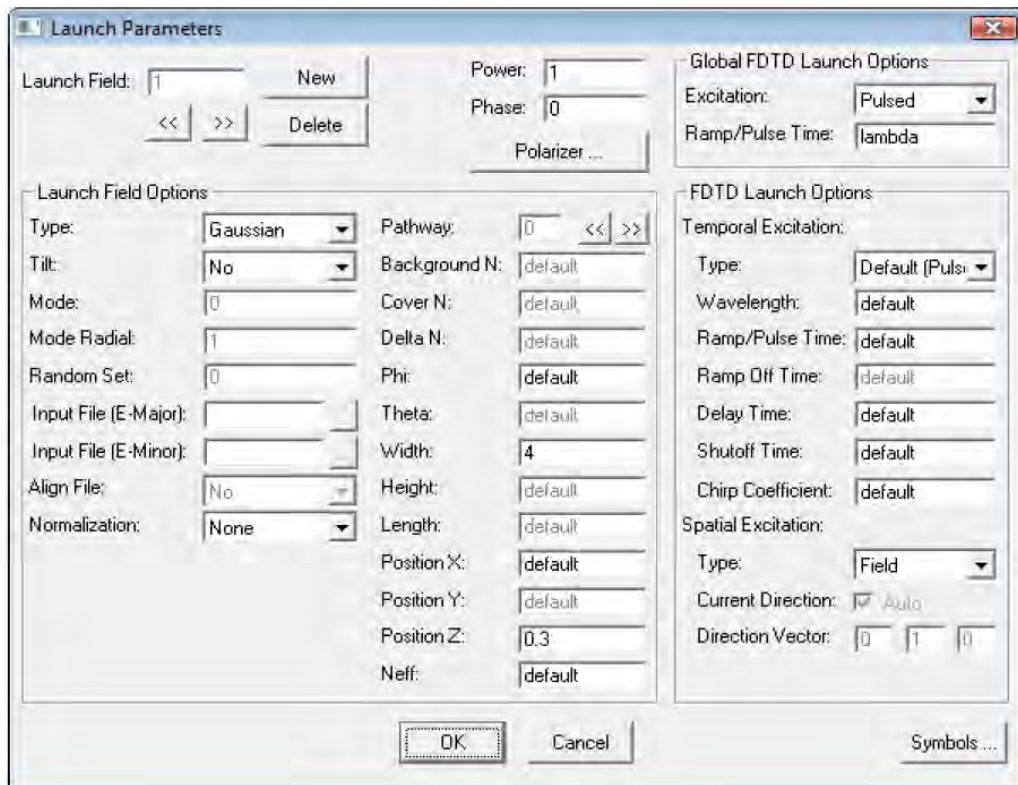 Launch Parameters
Launch Field: 1 New
<< >> Delete
Power: 1
Phase: 0
Polarizer ...
Global FDTD Launch Options
Excitation: Pulsed
Ramp/Pulse Time: lambda
Launch Field Options
Type: Gaussian
Tilt: No
Mode: 0
Mode Radial: 1
Random Set: 0
Input File (E-Major):
Input File (E-Minor):
Align File: No
Normalization: None
Pathway: 0 << >>
Background N: default
Cover N: default
Delta N: default
Phi: default
Theta: default
Width: 4
Height: default
Length: default
Position X: default
Position Y: default
Position Z: 0.3
Neff: default
FDTD Launch Options
Temporal Excitation:
Type: Default (Puls
Wavelength: default
Ramp/Pulse Time: default
Ramp Off Time: default
Delay Time: default
Shutoff Time: default
Chirp Coefficient: default
Spatial Excitation:
Type: Field
Current Direction: Auto
Direction Vector: 0 1 0
OK Cancel Symbols ...